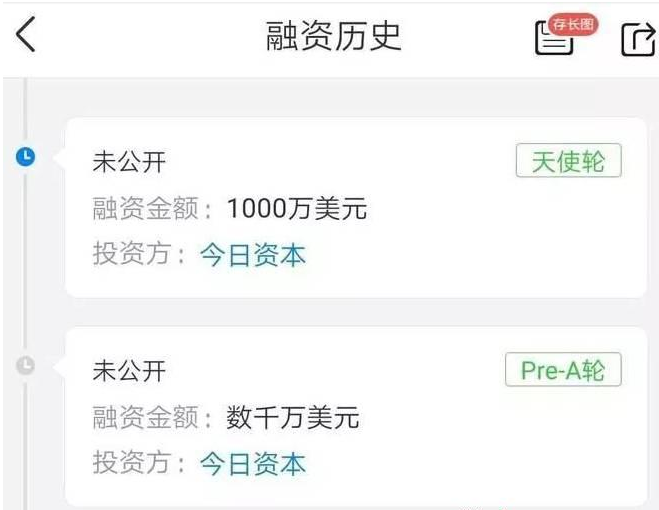 融资历史
存长图
未公开
天使轮
融资金额：1000万美元
投资方：今日资本
未公开
Pre-A轮
融资金额：数千万美元
投资方：今日资本